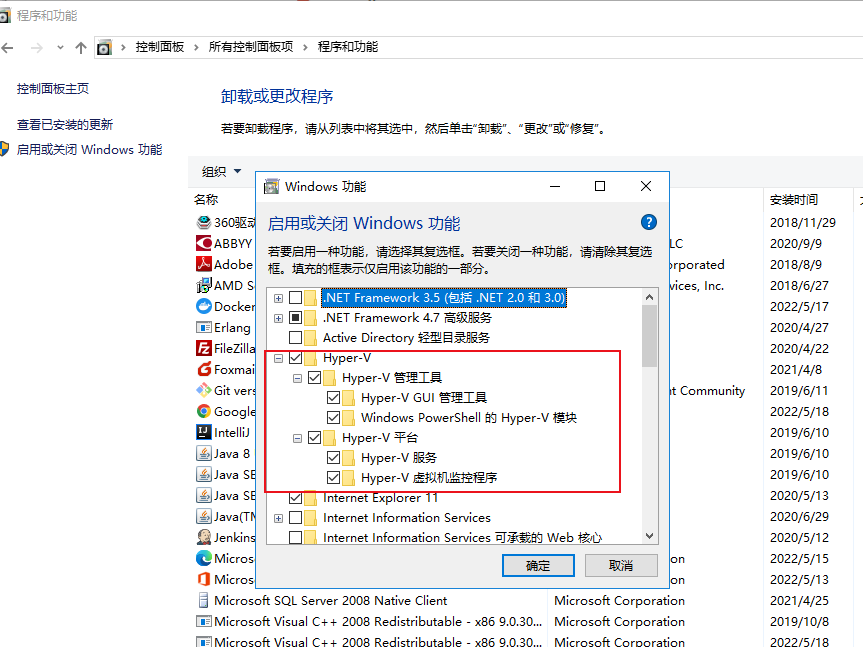 程序和功能
控制面板 › 所有控制面板项 › 程序和功能
控制面板主页
查看已安装的更新
启用或关闭 Windows 功能
卸载或更改程序
若要卸载程序，请从列表中将其选中，然后单击“卸载”、“更改”或“修复”。
组织
名称
安装时间
Windows 功能
启用或关闭 Windows 功能
若要启用一种功能，请选择其复选框。若要关闭一种功能，请清除其复选
框。填充的框表示仅启用该功能的一部分。
.NET Framework 3.5 (包括 .NET 2.0 和 3.0)
.NET Framework 4.7 高级服务
Active Directory 轻型目录服务
Hyper-V
Hyper-V 管理工具
Hyper-V GUI 管理工具
Windows PowerShell 的 Hyper-V 模块
Hyper-V 平台
Hyper-V 服务
Hyper-V 虚拟机监控程序
Internet Explorer 11
Internet Information Services
Internet Information Services 可承载的 Web 核心
确定
取消
360驱动 2018/11/29
ABBYY LC 2020/9/9
Adobe orporated 2018/8/9
AMD S vices, Inc. 2018/6/27
Docker 2022/5/17
Erlang 2020/4/27
FileZilla 2020/4/22
Foxmai 2021/4/8
Git vers t Community 2019/6/11
Google 2022/5/18
IntelliJ 2019/6/10
Java 8 2019/6/10
Java SE 2019/6/10
Java SE 2020/5/13
Java(TM 2020/6/29
Jenkins 2020/5/12
Micros on 2022/5/15
Micros on 2022/5/13
Microsoft SQL Server 2008 Native Client Microsoft Corporation 2021/4/25
Microsoft Visual C++ 2008 Redistributable - x86 9.0.30... Microsoft Corporation 2019/10/8
Microsoft Visual C++ 2008 Redistributable - x86 9.0.30... Microsoft Corporation 2022/5/18